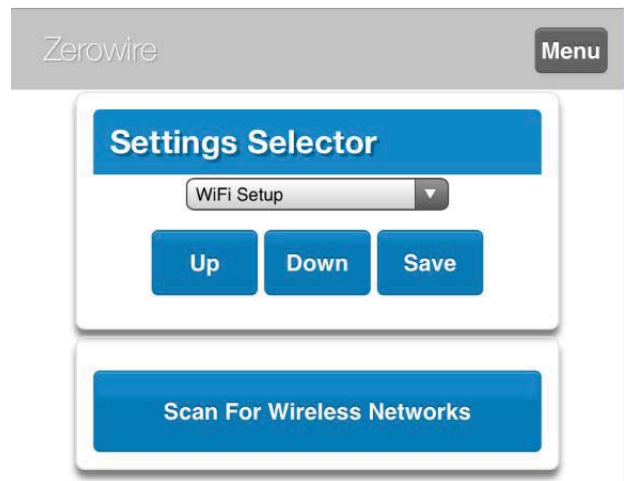 Zerowire
Menu
Settings Selector
WiFi Setup
Up Down Save
Scan For Wireless Networks